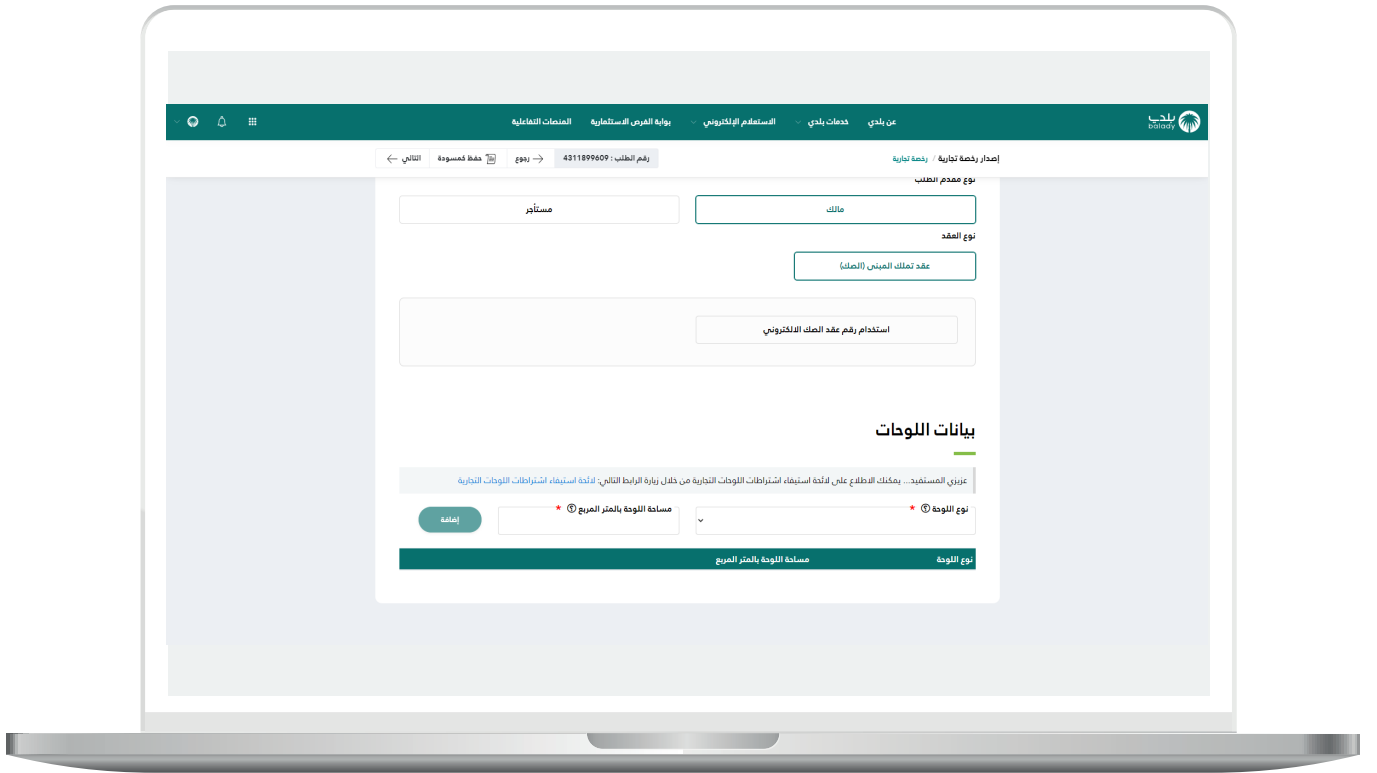 بلدي
balady
عن بلدي خدمات بلدي الاستعلام الإلكتروني بوابة الفرص الاستثمارية المنصات التفاعلية
إصدار رخصة تجارية / رخصة تجارية
رقم الطلب : 4311899609 رجوع حفظ كمسودة التالي
نوع مقدم الطلب
مالك مستأجر
نوع العقد
عقد تملك المبنى (الصك)
استخدام رقم عقد الصك الالكتروني
بيانات اللوحات
عزيزي المستفيد... يمكنك الاطلاع على لائحة استيفاء اشتراطات اللوحات التجارية من خلال زيارة الرابط التالي: لائحة استيفاء اشتراطات اللوحات التجارية
نوع اللوحة * مساحة اللوحة بالمتر المربع *
إضافة
نوع اللوحة مساحة اللوحة بالمتر المربع